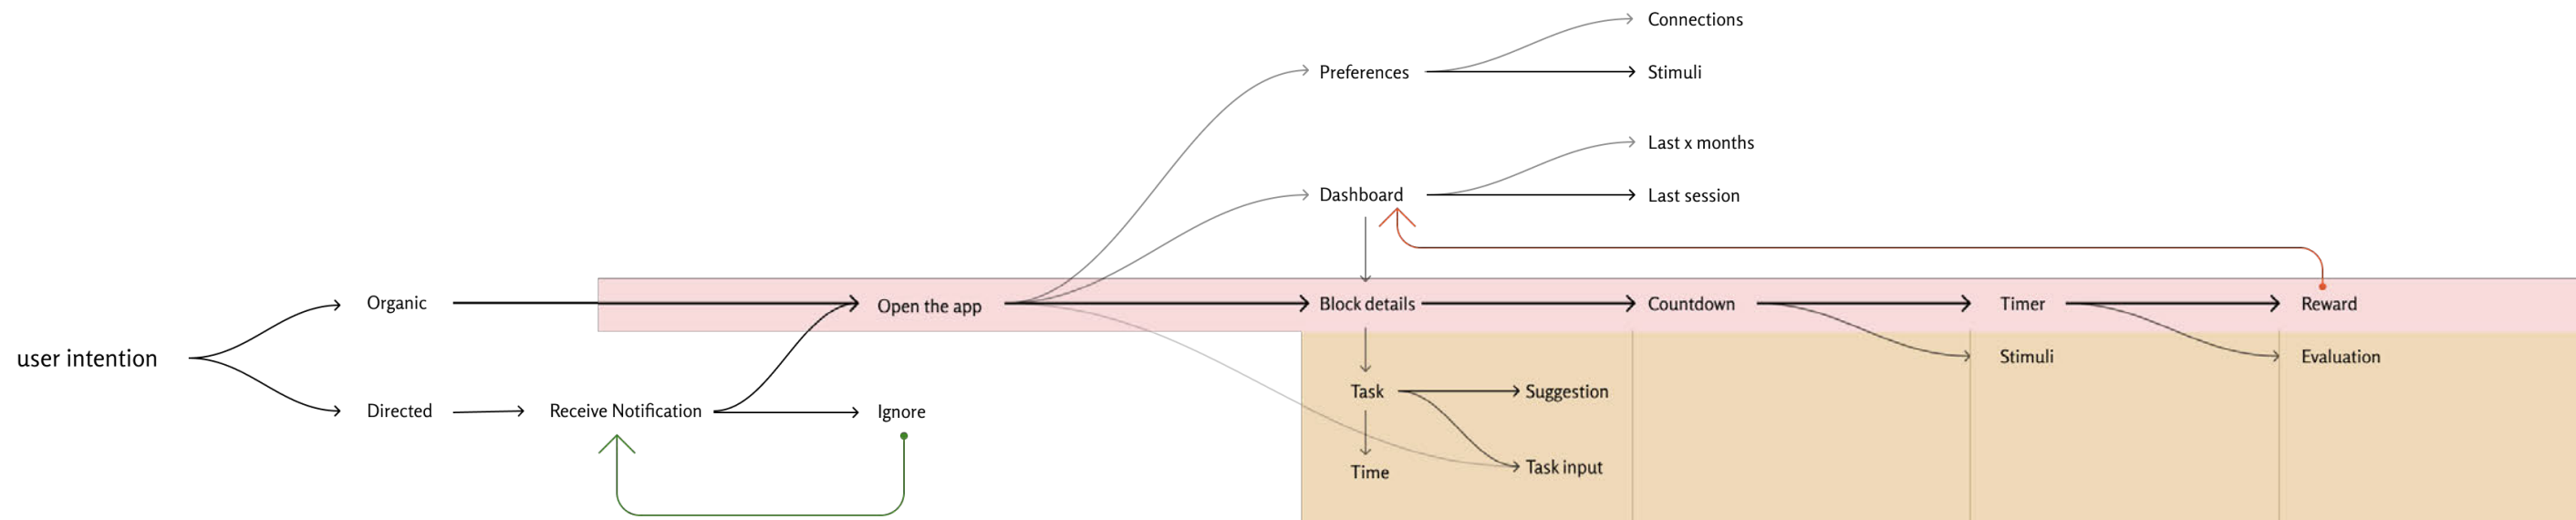 Connections
Preferences
Stimuli
Last x months
Dashboard
Last session
Organic
Open the app
Block details
Countdown
Timer
Reward
user intention
Stimuli
Evaluation
Directed
Receive Notification
Ignore
Task
Suggestion
Time
Task input